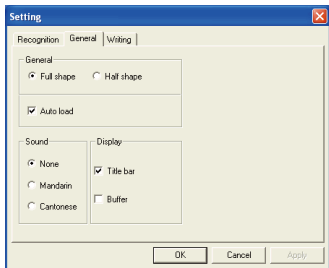 Setting
Recognition General Writing
General
Full shape Half shape
Auto load
Sound Display
None
Title bar
Mandarin
Buffer
Cantonese
OK Cancel Apply